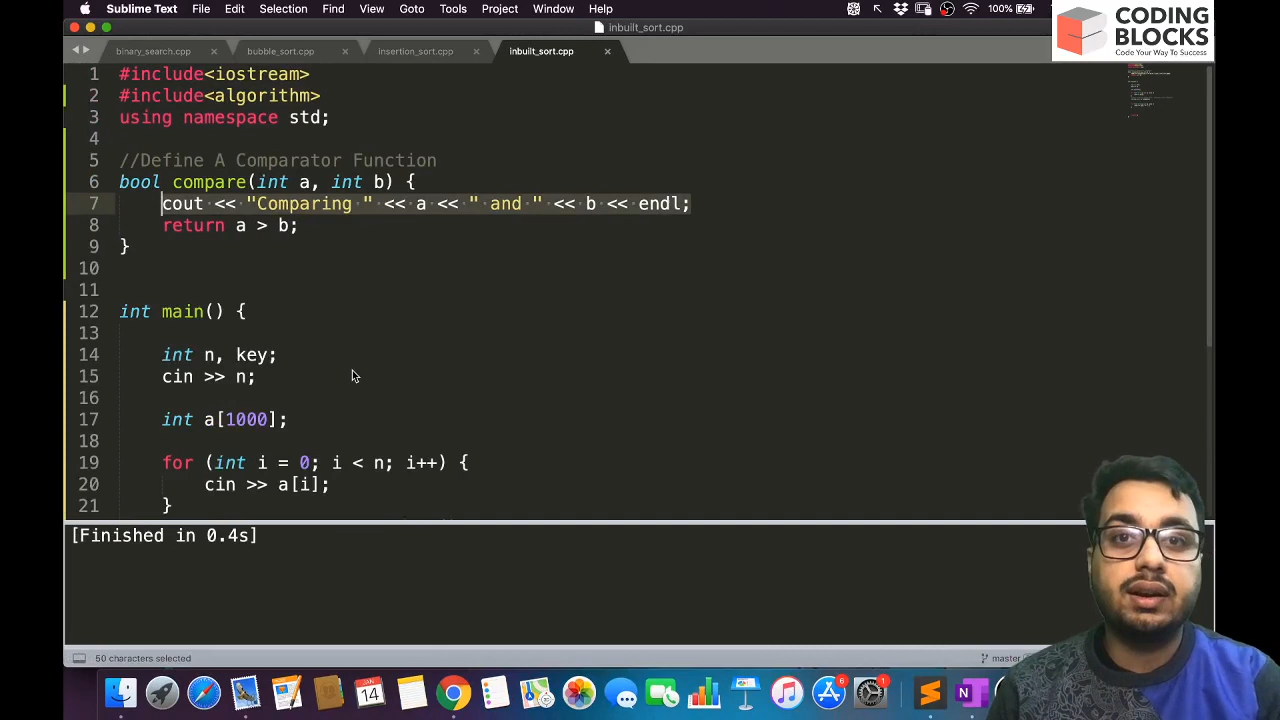 Sublime Text File Edit Selection Find View Goto Tools Project Window Help 100%
inbuilt_sort.cpp
CODING
BLOCKS
Code Your Way To Success
binary_search.cpp bubble_sort.cpp insertion_sort.cpp inbuilt_sort.cpp
1 #include<iostream>
2 #include<algorithm>
3 using namespace std;
4
5 //Define A Comparator Function
6 bool compare(int a, int b) {
7 cout << "Comparing " << a << " and " << b << endl;
8 return a > b;
9 }
10
11
12 int main() {
13
14 int n, key;
15 cin >> n;
16
17 int a[1000];
18
19 for (int i = 0; i < n; i++) {
20 cin >> a[i];
21 }
[Finished in 0.4s]
50 characters selected master
JAN
14
6
1
N